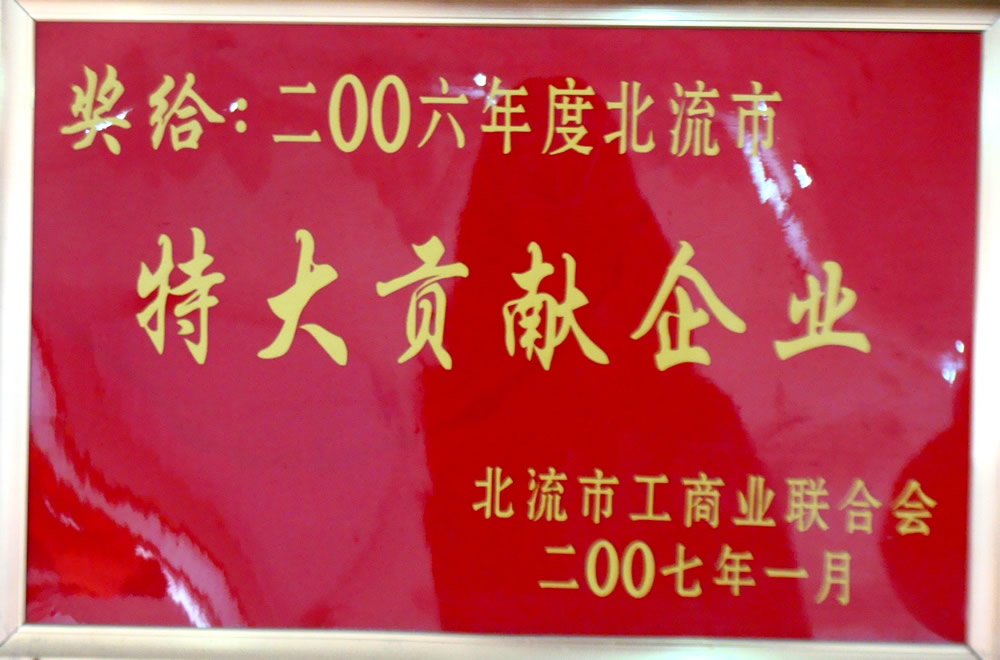 奖给:二00六年度北流市
特大贡献企业
北流市工商业联合会
二00七年一月